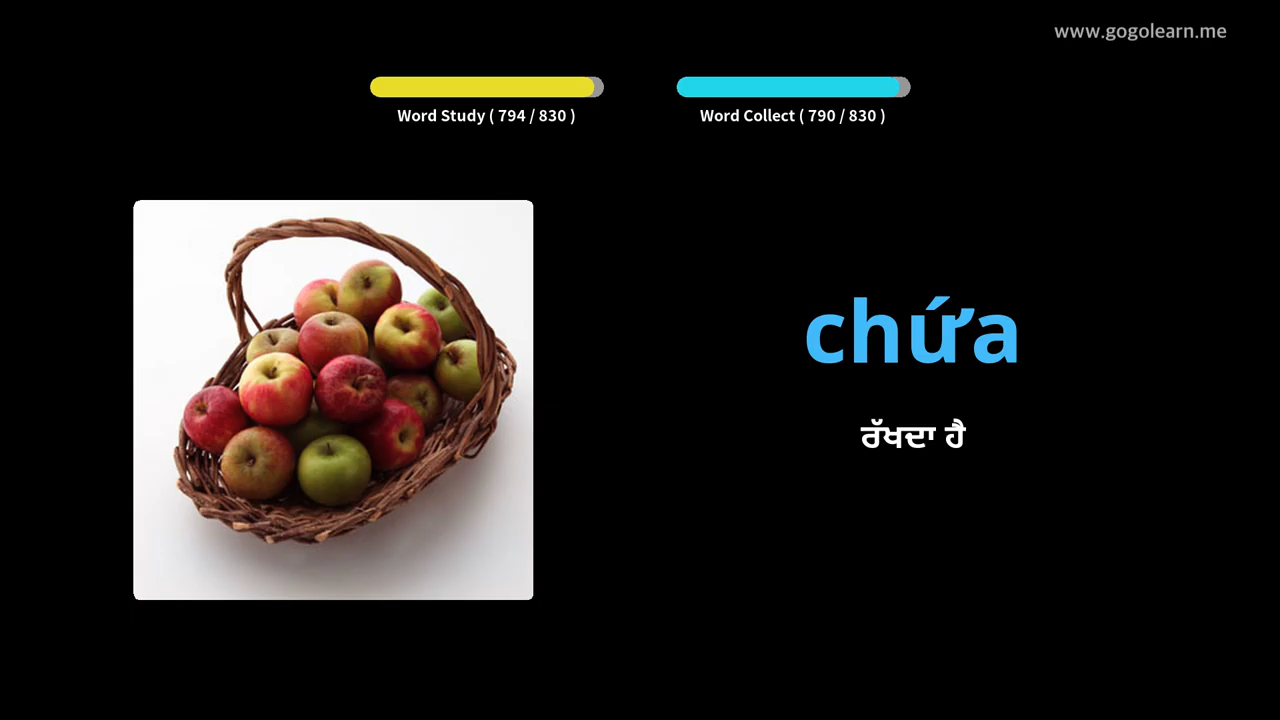 www.gogolearn.me
Word Study ( 794 / 830 )
Word Collect ( 790 / 830 )
chứa
ਰੱਖਦਾ ਹੈ